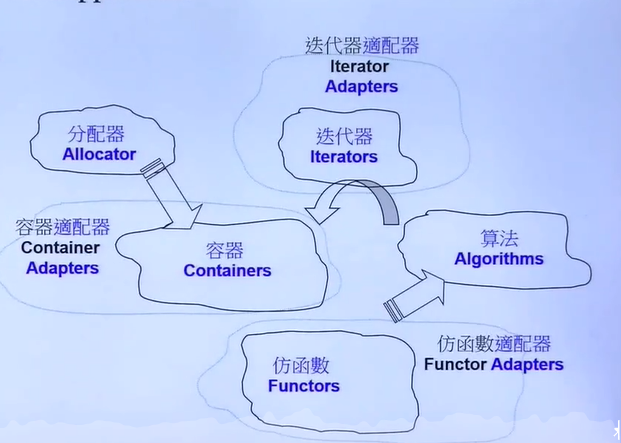 迭代器適配器
Iterator
Adapters
分配器
Allocator
迭代器
Iterators
容器適配器
Container
Adapters
容器
Containers
算法
Algorithms
仿函數
Functors
仿函數適配器
Functor Adapters